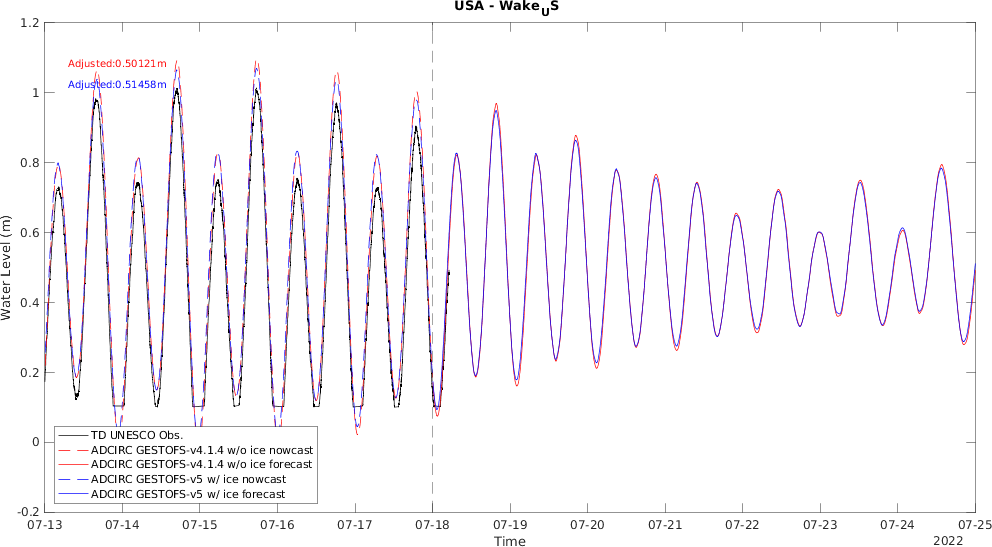 USA - Wake_US
Adjusted:0.50121m
Adjusted:0.51458m
Water Level (m)
1.2
1
0.8
0.6
0.4
0.2
0
-0.2
TD UNESCO Obs.
ADCIRC GESTOFS-v4.1.4 w/o ice nowcast
ADCIRC GESTOFS-v4.1.4 w/o ice forecast
ADCIRC GESTOFS-v5 w/ ice nowcast
ADCIRC GESTOFS-v5 w/ ice forecast
07-13 07-14 07-15 07-16 07-17 07-18 07-19 07-20 07-21 07-22 07-23 07-24 07-25
Time
2022